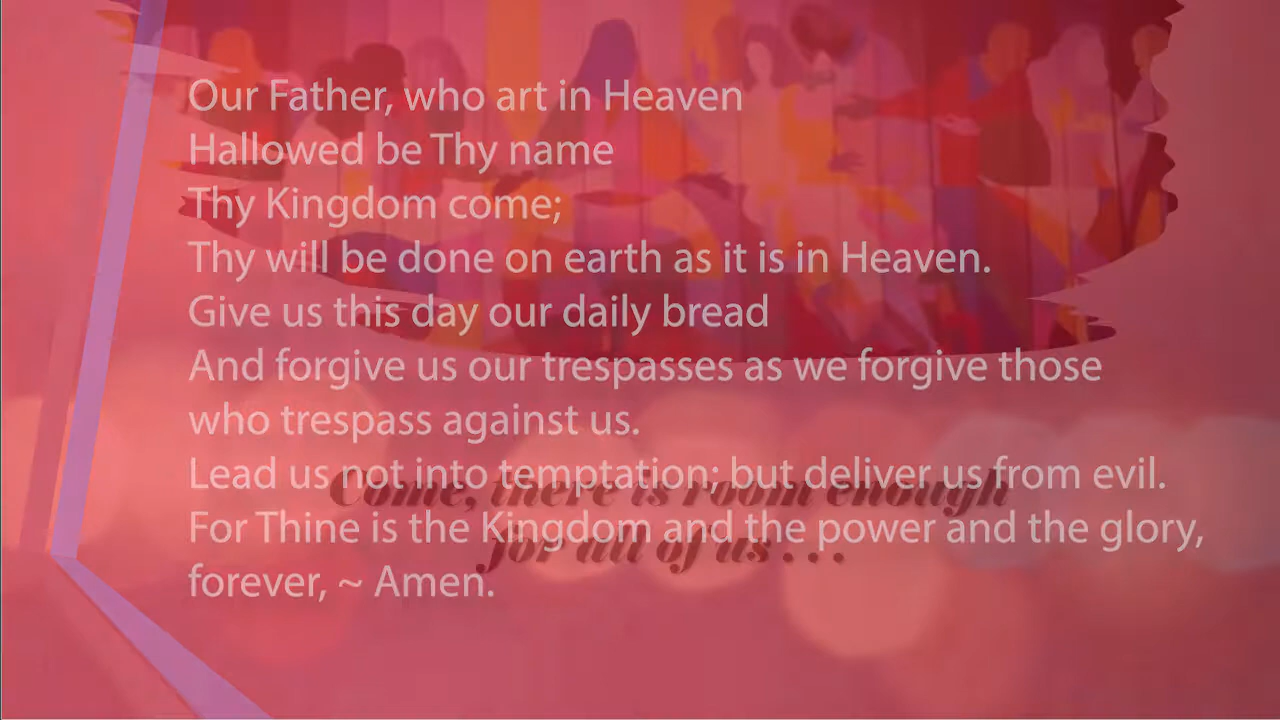 Our Father, who art in Heaven
Hallowed be Thy name
Thy Kingdom come;
Thy will be done on earth as it is in Heaven.
Give us this day our daily bread
And forgive us our trespasses as we forgive those
who trespass against us.
Lead us not into temptation; but deliver us from evil.
For Thine is the Kingdom and the power and the glory,
forever, ~ Amen.
Come, there is room enough
for all of us . . .